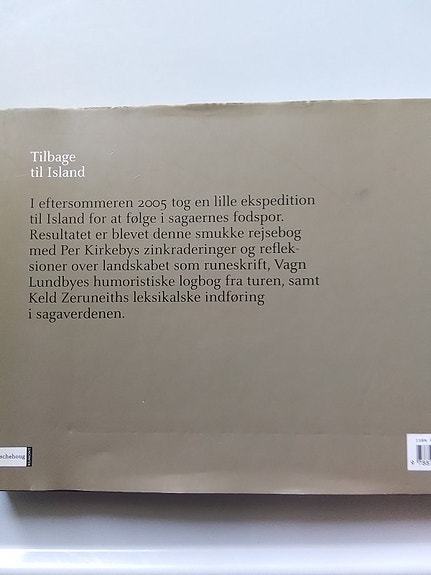 Tilbage
til Island
I eftersommeren 2005 tog en lille ekspedition
til Island for at følge i sagaernes fodspor.
Resultatet er blevet denne smukke rejsebog
med Per Kirkebys zinkraderinger og reflek-
sioner over landskabet som runeskrift, Vagn
Lundbyes humoristiske logbog fra turen, samt
Keld Zeruneiths leksikalske indføring
i sagaverdenen.
schehoug
ISBN